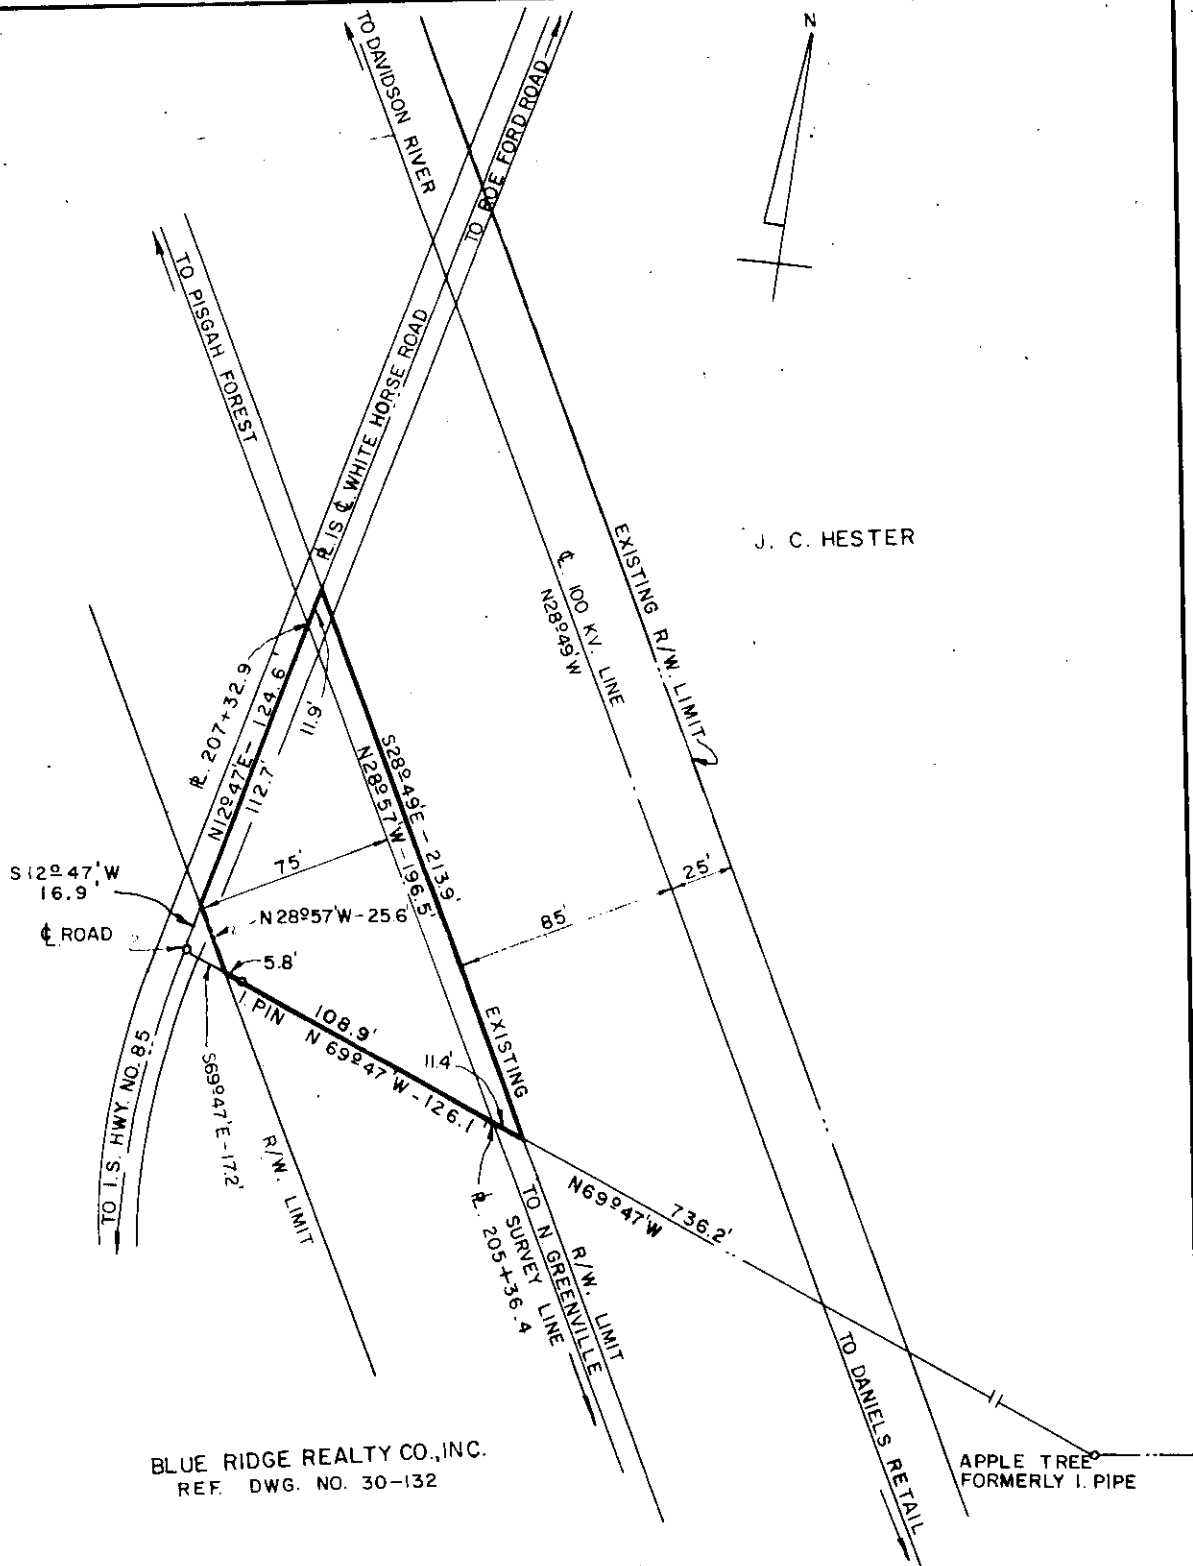 N
TO DAVIDSON RIVER
TO ROE FORD ROAD
TO PISGAH FOREST
℄ IS ℄ WHITE HORSE ROAD
J. C. HESTER
EXISTING R/W. LIMIT
℄ 100 KV. LINE
N28°49'W
207+32.9
N12°47'E- 124.6'
112.7'
11.9'
S28°49'E - 213.9'
N28°57'W-196.5'
75'
25'
85'
S12°47'W
16.9'
℄ ROAD
N28°57'W-25.6'
5.8'
I. PIN
108.9'
N 69°47'W-126.1'
11.4'
EXISTING
S69°47'E-17.2'
TO I.S. HWY. NO. 85
R/W. LIMIT
N69°47'W
736.2'
205+36.4
SURVEY LINE
TO N. GREENVILLE
R/W. LIMIT
TO DANIELS RETAIL
APPLE TREE
FORMERLY I. PIPE
BLUE RIDGE REALTY CO., INC.
REF. DWG. NO. 30-132